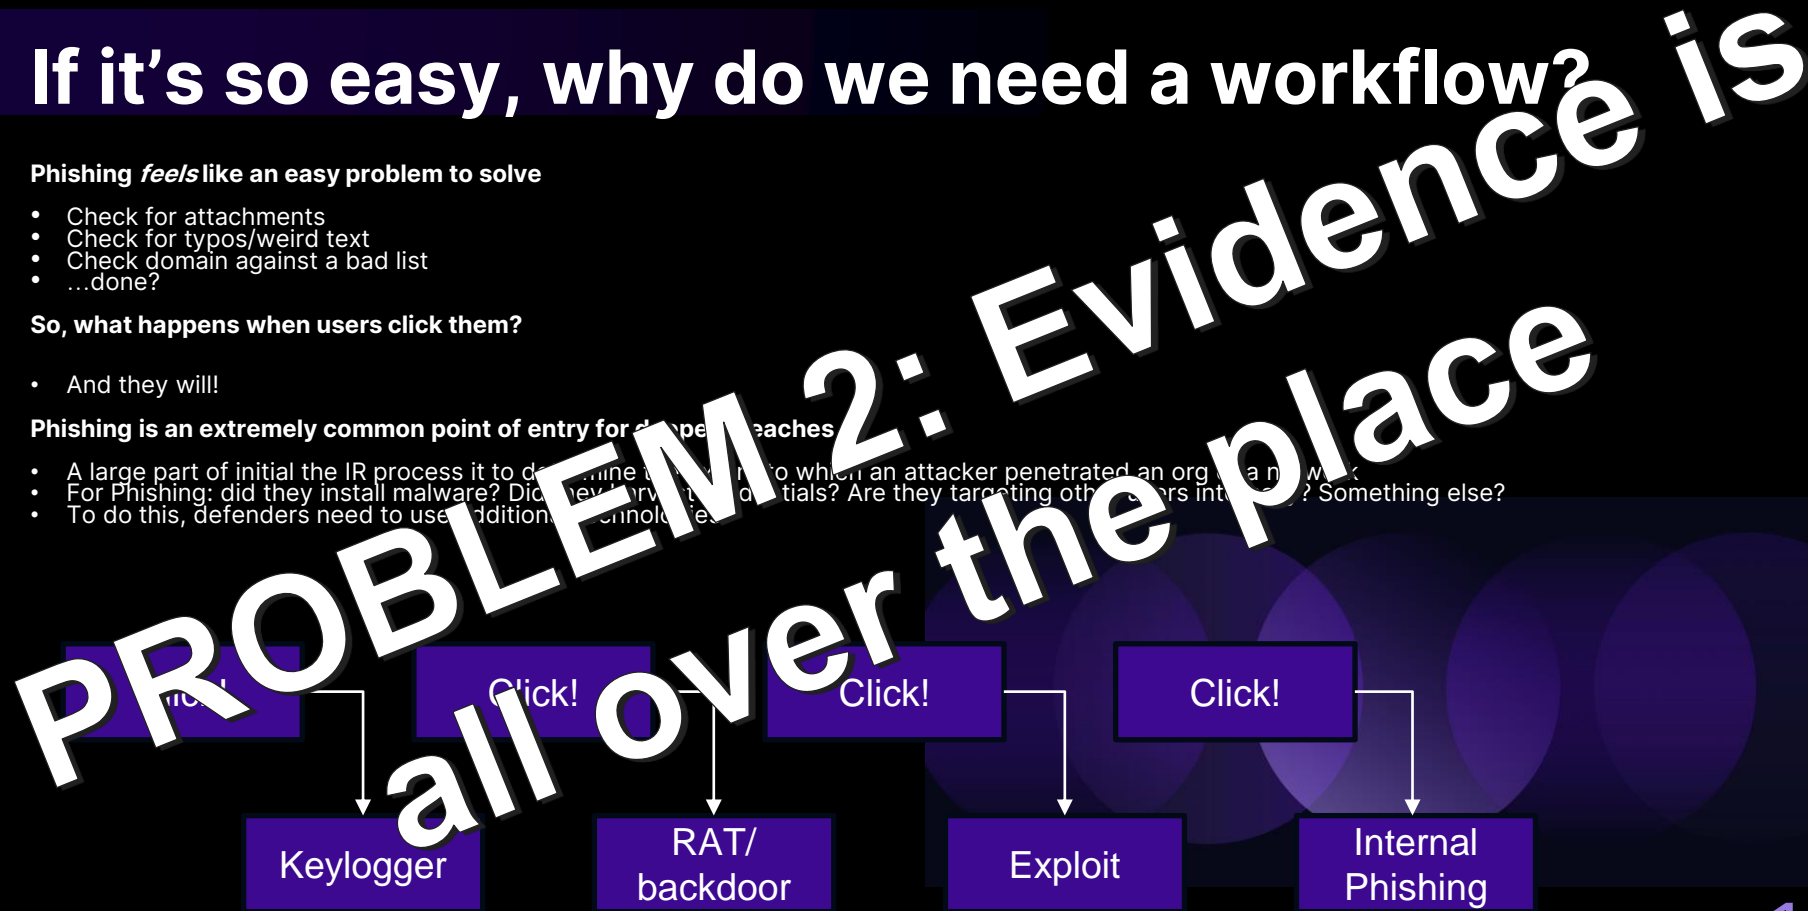 If it’s so easy, why do we need a workflow?
Phishing feels like an easy problem to solve
• Check for attachments
• Check for typos/weird text
• Check domain against a bad list
• …done?
So, what happens when users click them?
• And they will!
Phishing is an extremely common point of entry for
• A large part of initial the IR process it to to which an attacker penetrated an org a
• For Phishing: did they install malware? Did Are they targeting Something else?
• To do this, defenders need to use
PROBLEM 2: Evidence is
all over the place
Click!
Click!
Click!
Keylogger
RAT/
backdoor
Exploit
Internal
Phishing